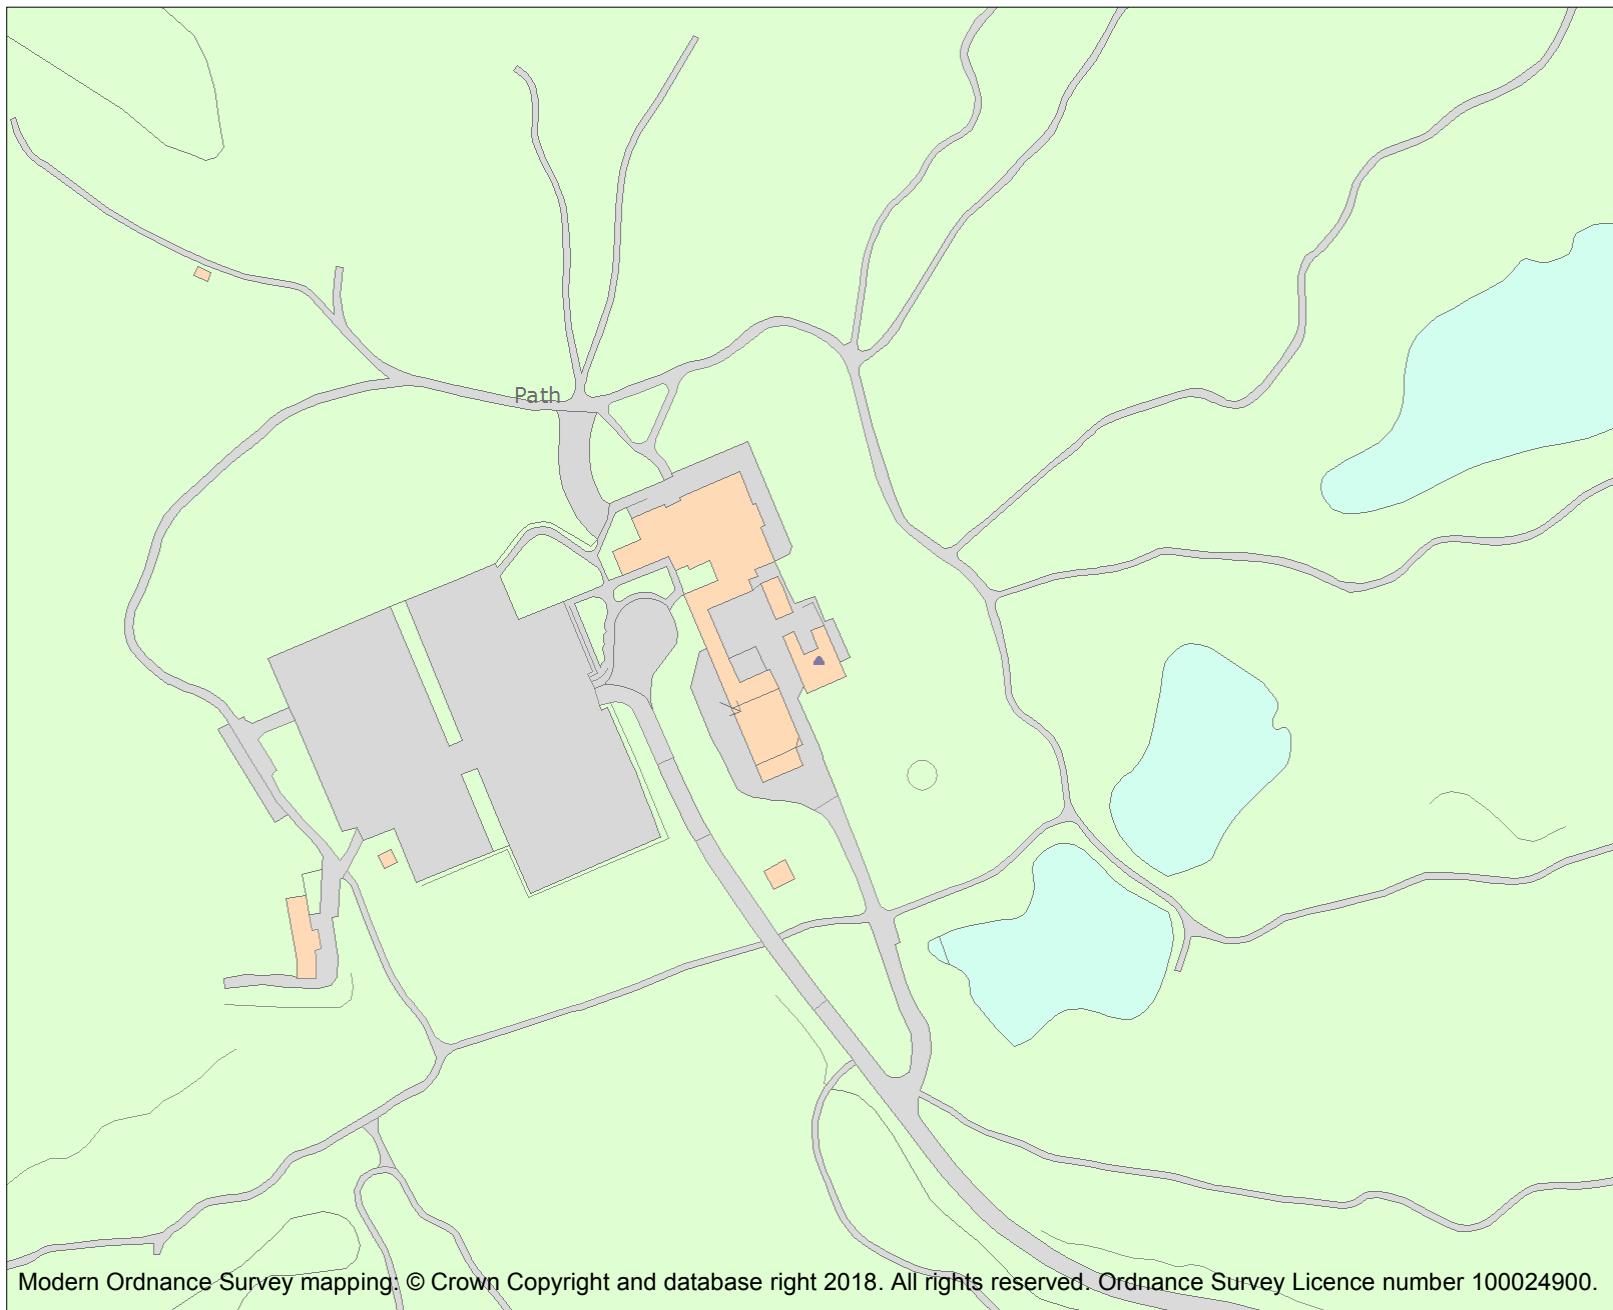 Path
Modern Ordnance Survey mapping: © Crown Copyright and database right 2018. All rights reserved. Ordnance Survey Licence number 100024900.